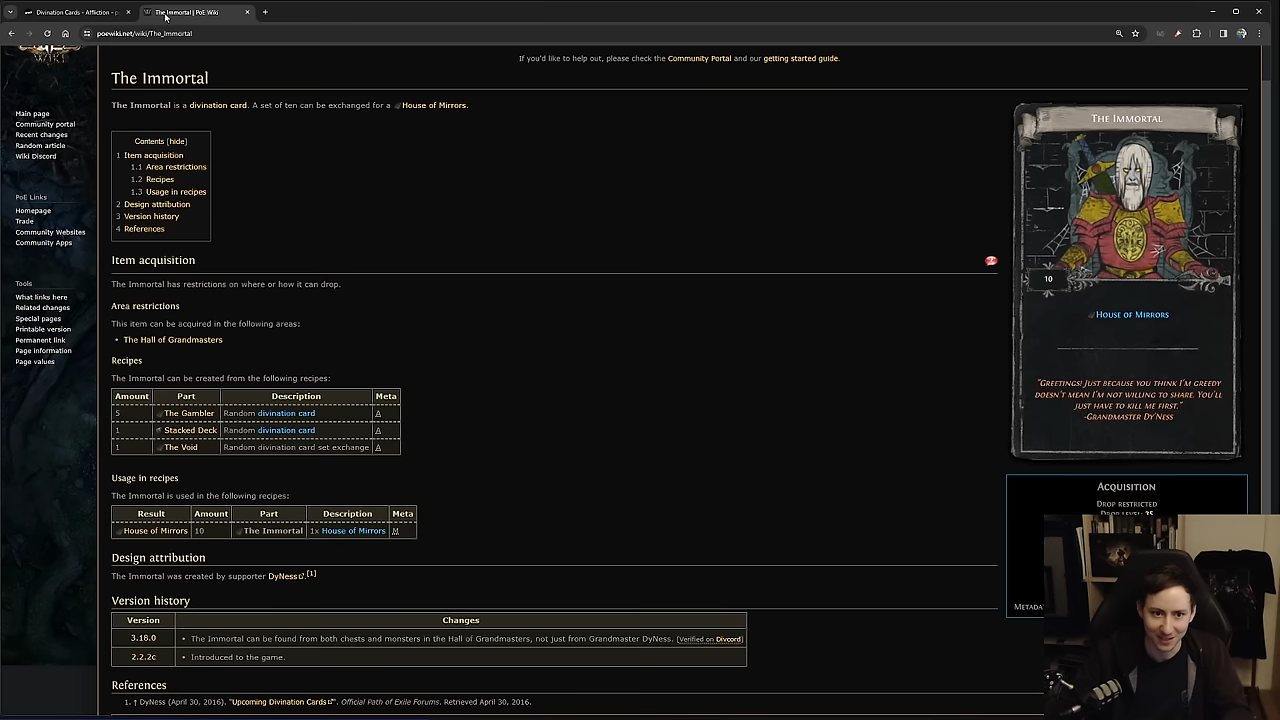 Divination Cards - Affliction - p
The Immortal | PoE Wiki
poewiki.net/wiki/The_Immortal
WIKI
If you'd like to help out, please check the Community Portal and our getting started guide.
The Immortal
The Immortal is a divination card. A set of ten can be exchanged for a House of Mirrors.
Main page
Community portal
Recent changes
Random article
Wiki Discord
PoE Links
Homepage
Trade
Community Websites
Community Apps
Tools
What links here
Related changes
Special pages
Printable version
Permanent link
Page information
Page values
Contents [hide]
1 Item acquisition
1.1 Area restrictions
1.2 Recipes
1.3 Usage in recipes
2 Design attribution
3 Version history
4 References
Item acquisition
The Immortal has restrictions on where or how it can drop.
Area restrictions
This item can be acquired in the following areas:
• The Hall of Grandmasters
Recipes
The Immortal can be created from the following recipes:
Amount Part Description Meta
5 The Gambler Random divination card
1 Stacked Deck Random divination card
1 The Void Random divination card set exchange
Usage in recipes
The Immortal is used in the following recipes:
Result Amount Part Description Meta
House of Mirrors 10 The Immortal 1x House of Mirrors
Design attribution
The Immortal was created by supporter DyNess.[1]
Version history
Version Changes
3.18.0 • The Immortal can be found from both chests and monsters in the Hall of Grandmasters, not just from Grandmaster DyNess. [Verified on Divcord]
2.2.2c • Introduced to the game.
References
1. ↑ DyNess (April 30, 2016). "Upcoming Divination Cards". Official Path of Exile Forums. Retrieved April 30, 2016.
The Immortal
10
House of Mirrors
"Greetings! Just because you think I'm greedy
doesn't mean I'm not willing to share. You'll
just have to kill me first."
-Grandmaster Dy'Ness
Acquisition
Drop restricted
Drop level: 35
Metada